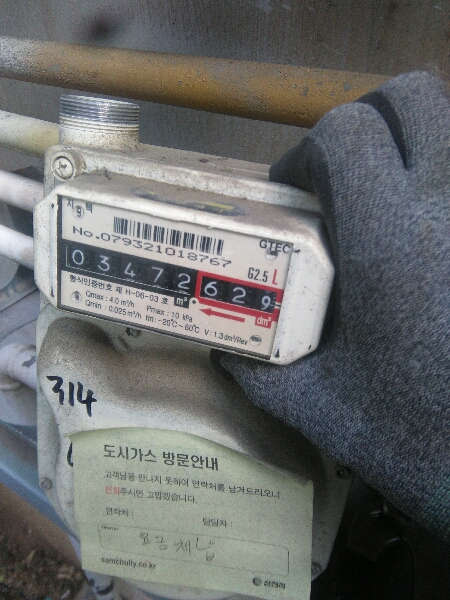 지텍
No.079321018767
GTEC
G2.5 L
03472 629
형식인증번호 제 H-06-03 호 m³
dm³
Qmax : 4.0 m³/h Pmax : 10 kPa
Qmin : 0.025 m³/h tm : -20℃~60℃ V : 1.3 dm³/Rev
314
도시가스 방문안내
고객님을 만나지 못하여 연락처를 남겨드리오니
전화주시면 고맙겠습니다.
연락처 : 담당자 :
요금체납
samchully.co.kr
삼천리